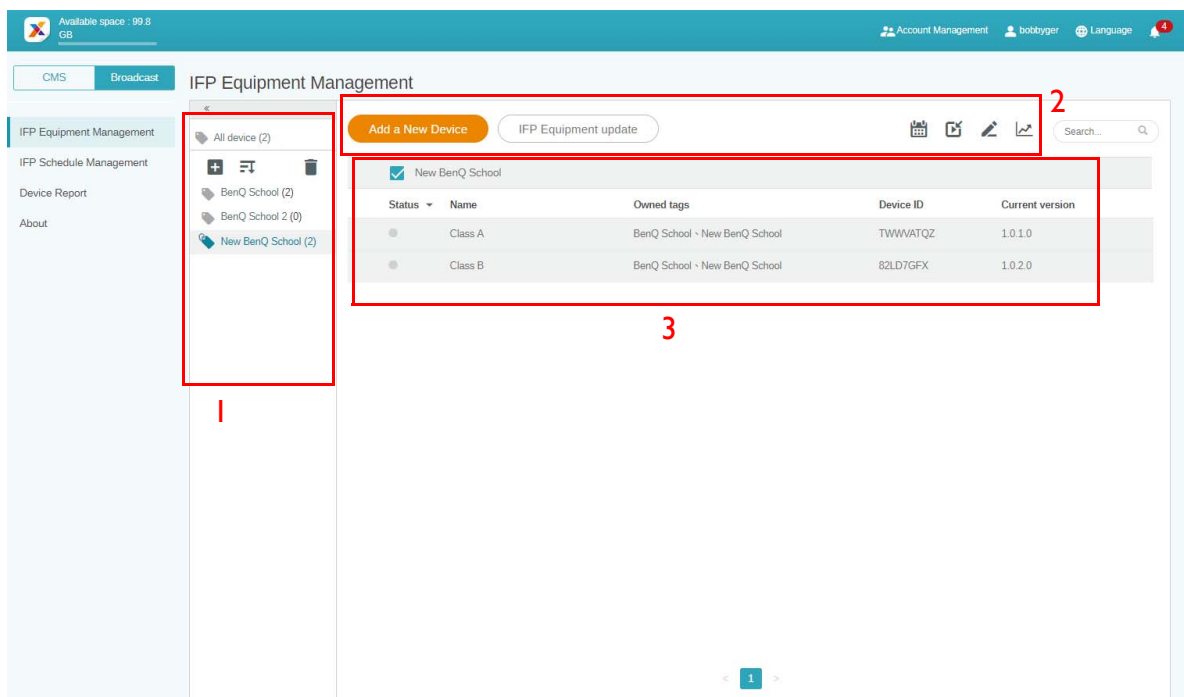 Available space : 99.8
GB
Account Management
bobbyger
Language
4
CMS
Broadcast
IFP Equipment Management
IFP Equipment Management
IFP Schedule Management
Device Report
About
«
All device (2)
BenQ School (2)
BenQ School 2 (0)
New BenQ School (2)
1
Add a New Device
IFP Equipment update
Search...
2
New BenQ School
Status Name Owned tags Device ID Current version
Class A BenQ School、New BenQ School TWWVATQZ 1.0.1.0
Class B BenQ School、New BenQ School 82LD7GFX 1.0.2.0
3
< 1 >